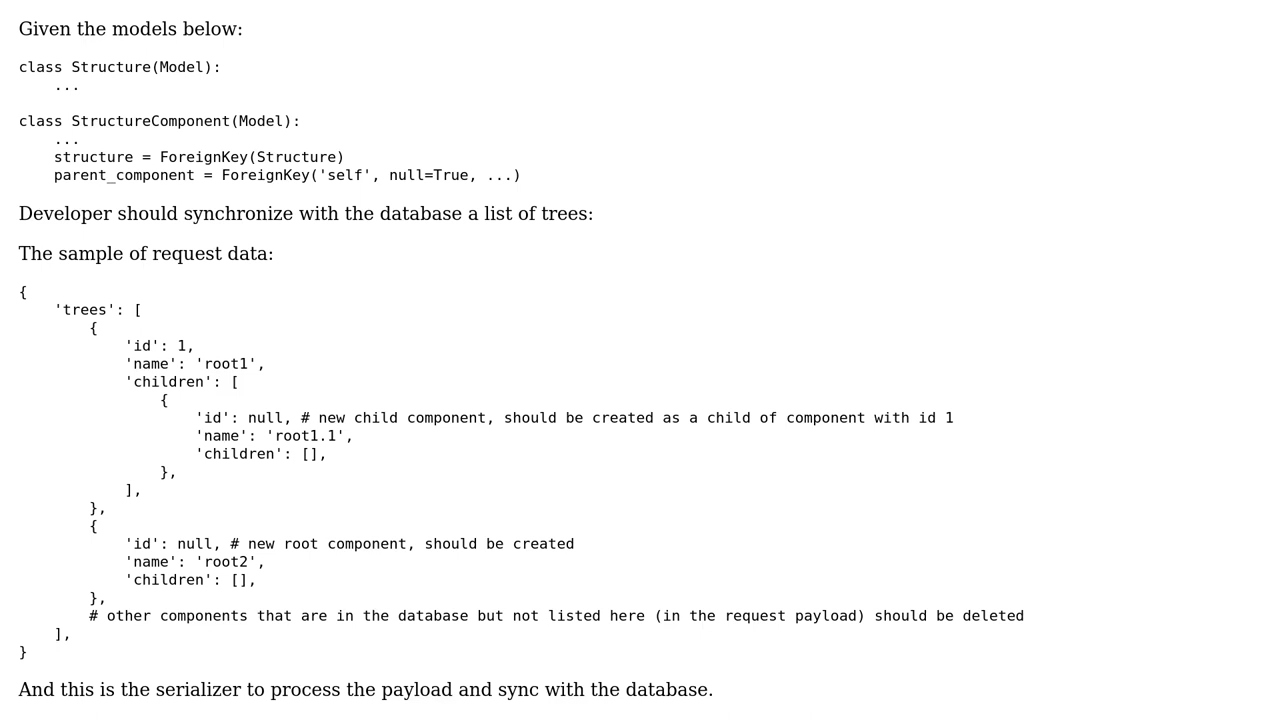 Given the models below:
class Structure(Model):
    ...
class StructureComponent(Model):
    ...
    structure = ForeignKey(Structure)
    parent_component = ForeignKey('self', null=True, ...)
Developer should synchronize with the database a list of trees:
The sample of request data:
{
    'trees': [
        {
            'id': 1,
            'name': 'root1',
            'children': [
                {
                    'id': null, # new child component, should be created as a child of component with id 1
                    'name': 'root1.1',
                    'children': [],
                },
            ],
        },
        {
            'id': null, # new root component, should be created
            'name': 'root2',
            'children': [],
        },
        # other components that are in the database but not listed here (in the request payload) should be deleted
    ],
}
And this is the serializer to process the payload and sync with the database.